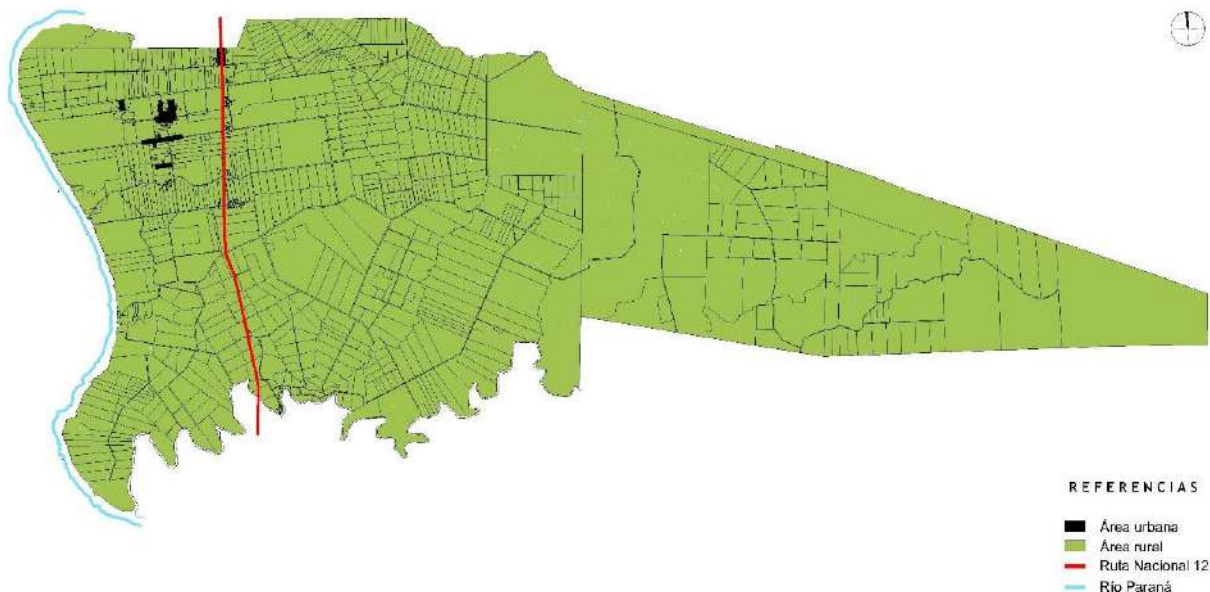 REFERENCIAS
Área urbana
Área rural
Ruta Nacional 12
Río Paraná